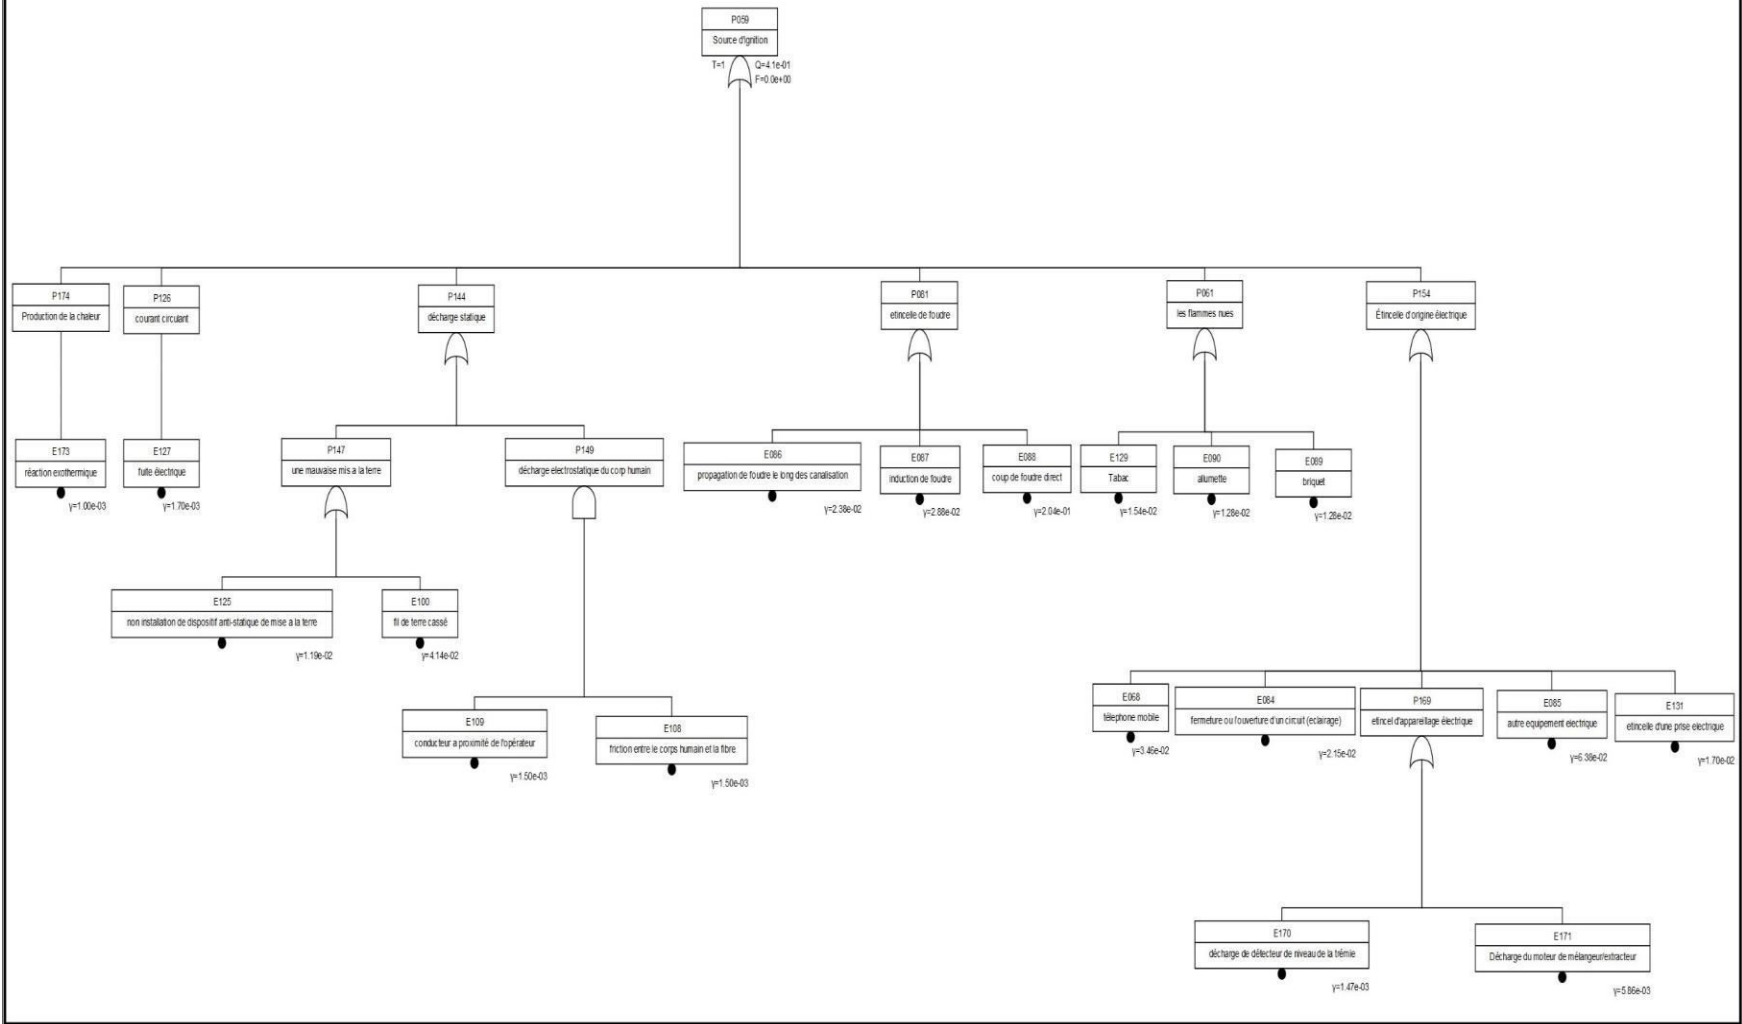 P059
Source d'ignition
T=1
Q=4.1e-01
F=0.0e+00
P174
Production de la chaleur
P126
courant circulant
P144
décharge statique
P081
etincelle de foudre
P061
les flammes nues
P154
Étincelle d'origine électrique
E173
réaction exothermique
γ=1.00e-03
E127
fuite électrique
γ=1.70e-03
P147
une mauvaise mis a la terre
P149
décharge electrostatique du corp humain
E086
propagation de foudre le long des canalisation
γ=2.38e-02
E087
induction de foudre
γ=2.88e-02
E088
coup de foudre direct
γ=2.04e-01
E129
Tabac
γ=1.54e-02
E090
allumette
γ=1.28e-02
E089
briquet
γ=1.28e-02
E125
non installation de dispositif anti-statique de mise a la terre
γ=1.19e-02
E100
fil de terre cassé
γ=4.14e-02
E109
conducteur a proximité de l'opérateur
γ=1.50e-03
E108
friction entre le corps humain et la fibre
γ=1.50e-03
E068
télephone mobile
γ=3.46e-02
E084
fermeture ou l'ouverture d'un circuit (eclairage)
γ=2.15e-02
P169
etincel d'appareillage électrique
E085
autre equipement electrique
γ=6.38e-02
E131
etincelle d'une prise electrique
γ=1.70e-02
E170
décharge de détecteur de niveau de la trémie
γ=1.47e-03
E171
Décharge du moteur de mélangeur/extracteur
γ=5.86e-03